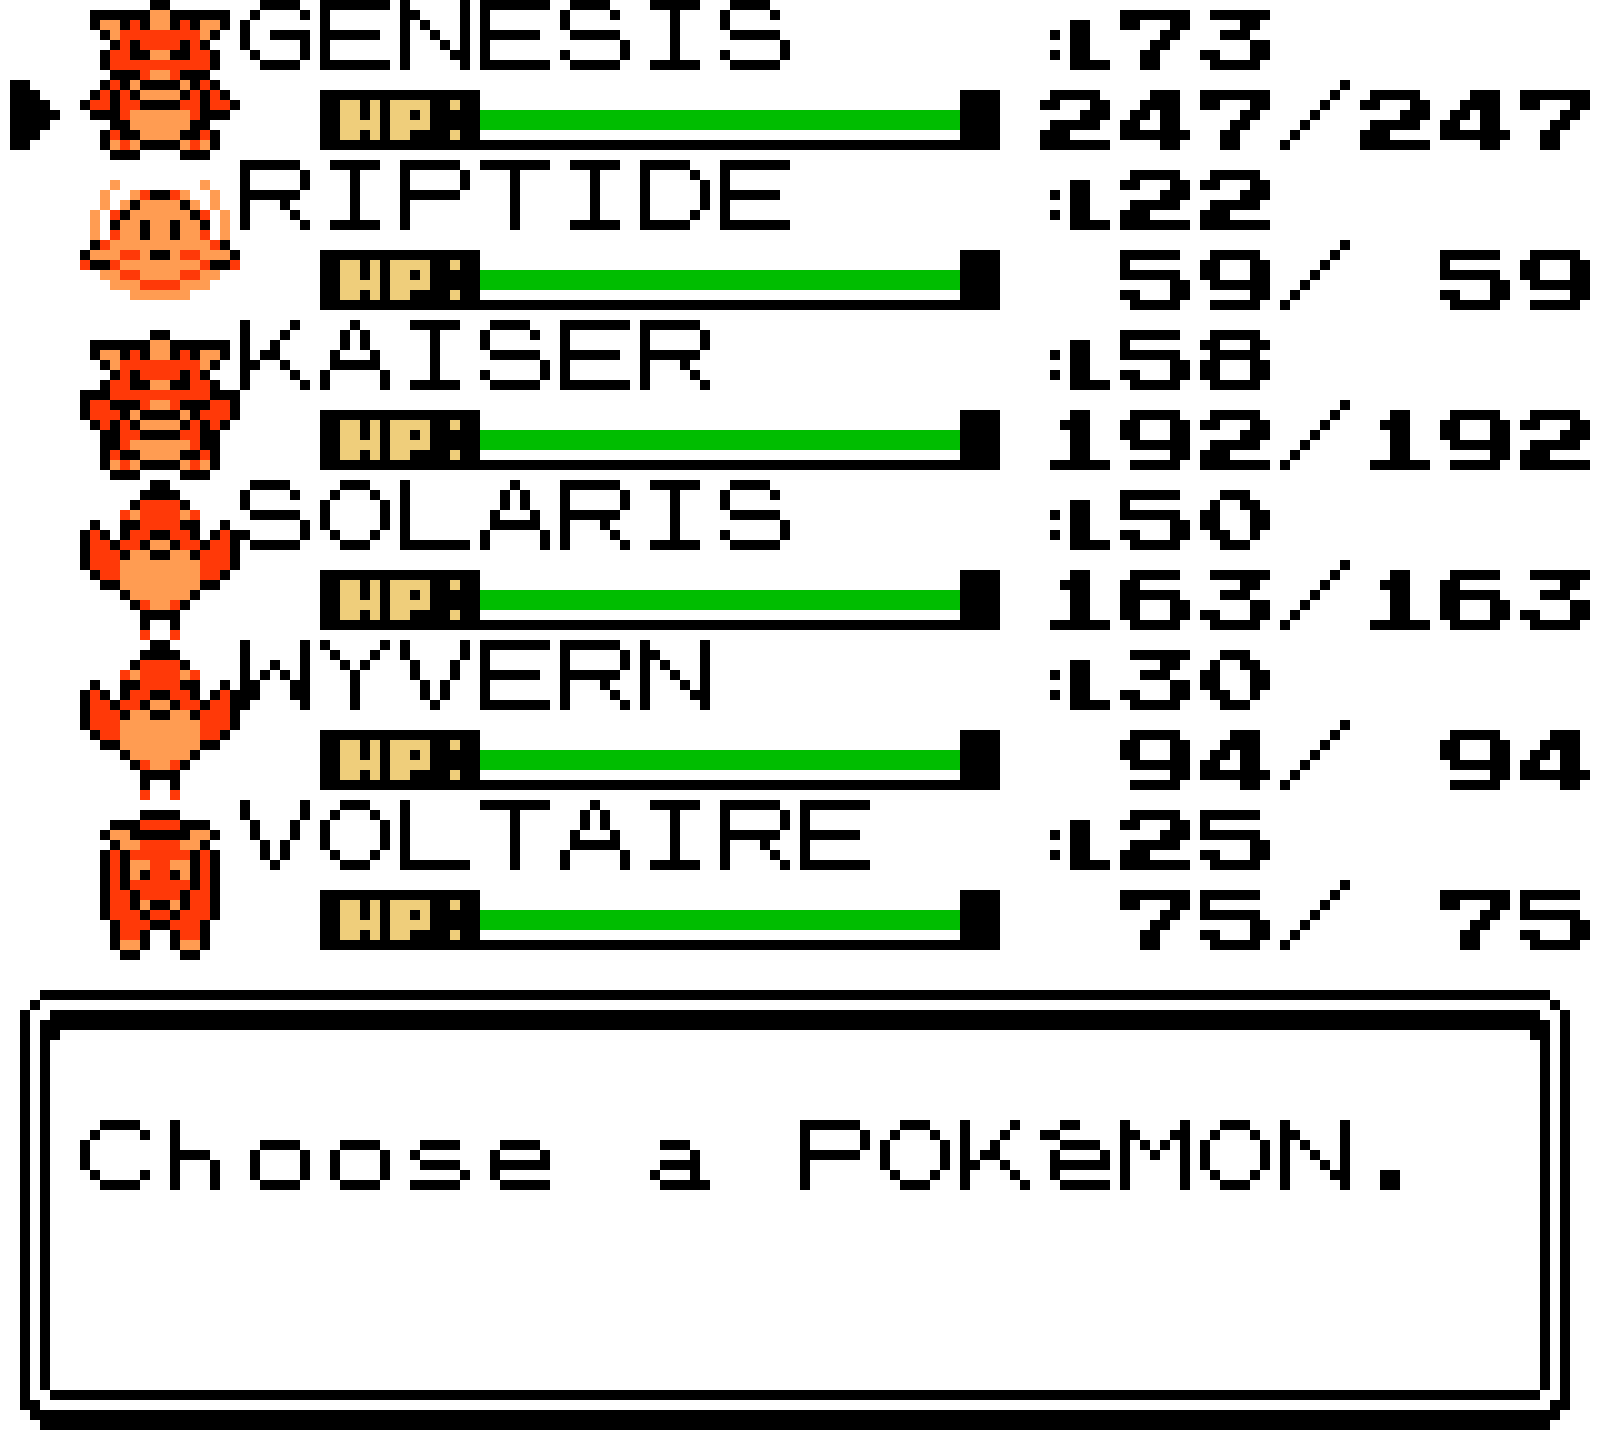 GENESIS :L73
HP: 247/247
RIPTIDE :L22
HP: 59/ 59
KAISER :L58
HP: 192/192
SOLARIS :L50
HP: 163/163
WYVERN :L30
HP: 94/ 94
VOLTAIRE :L25
HP: 75/ 75
Choose a POKéMON.